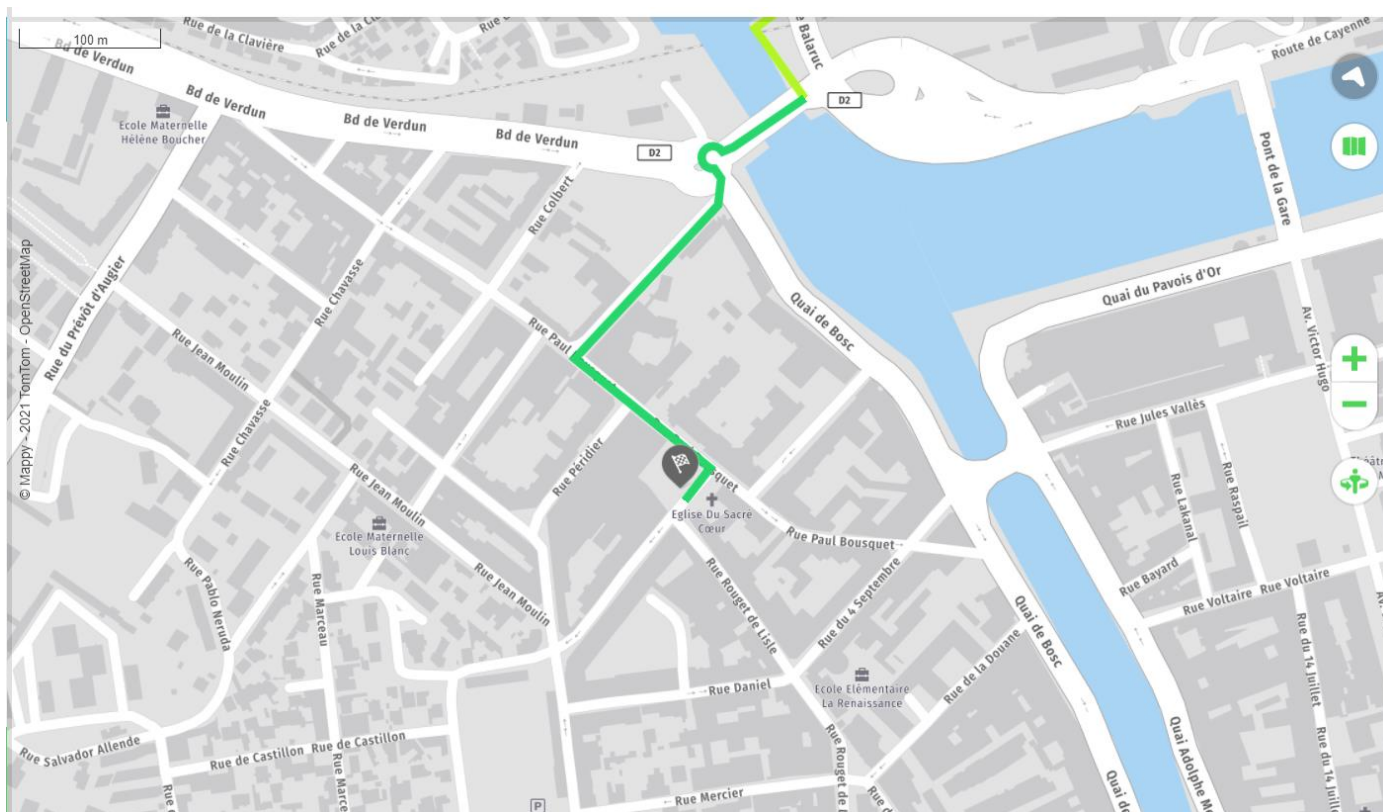 100 m
Rue de la Clavière
Rue de la
Balaruc
Route de Cayenne
Bd de Verdun
Bd de Verdun
Bd de Verdun
Bd de Verdun
D2
D2
Ecole Maternelle
Hélène Boucher
Pont de la Gare
Rue Colbert
Rue Chavasse
Rue du Prévôt d'Augier
© Mappy - 2021 TomTom - OpenStreetMap
Quai du Pavois d'Or
Quai de Bosc
Av. Victor Hugo
Rue Paul
Rue Jean Moulin
Rue Chavasse
Rue Jules Vallès
Rue Péridier
Rue Jean Moulin
Eglise Du Sacre
Cœur
Rue Lakanal
Rue Raspail
Ecole Maternelle
Louis Blanc
Rue Paul Bousquet
Rue Jean Moulin
Rue Rouget de Lisle
Rue du 4 Septembre
Rue Bayard
Rue Voltaire
Rue Voltaire
Rue Pablo Neruda
Rue Marceau
Quai de Bosc
Rue de la Douane
Rue Daniel
Ecole Elémentaire
La Renaissance
Rue du 14 Juillet
Rue Salvador Allende
Rue de Castillon
Rue de Castillon
Rue Mercier
Rue Rouget de
Quai Adolphe
Rue du 14
P